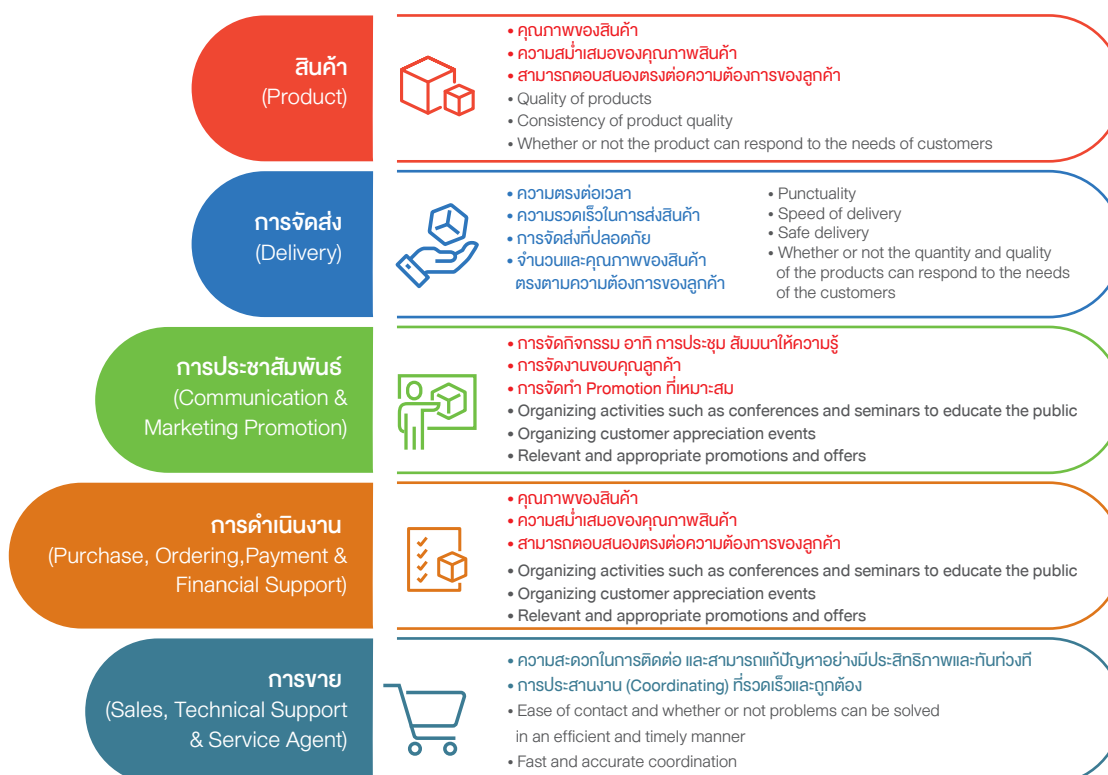 สินค้า
(Product)
• คุณภาพของสินค้า
• ความสม่ำเสมอของคุณภาพสินค้า
• สามารถตอบสนองตรงต่อความต้องการของลูกค้า
• Quality of products
• Consistency of product quality
• Whether or not the product can respond to the needs of customers
การจัดส่ง
(Delivery)
• ความตรงต่อเวลา
• ความรวดเร็วในการส่งสินค้า
• การจัดส่งที่ปลอดภัย
• จำนวนและคุณภาพของสินค้า
ตรงตามความต้องการของลูกค้า
• Punctuality
• Speed of delivery
• Safe delivery
• Whether or not the quantity and quality
of the products can respond to the needs
of the customers
การประชาสัมพันธ์
(Communication &
Marketing Promotion)
• การจัดกิจกรรม อาทิ การประชุม สัมมนาให้ความรู้
• การจัดงานขอบคุณลูกค้า
• การจัดทำ Promotion ที่เหมาะสม
• Organizing activities such as conferences and seminars to educate the public
• Organizing customer appreciation events
• Relevant and appropriate promotions and offers
การดำเนินงาน
(Purchase, Ordering,Payment &
Financial Support)
• คุณภาพของสินค้า
• ความสม่ำเสมอของคุณภาพสินค้า
• สามารถตอบสนองตรงต่อความต้องการของลูกค้า
• Organizing activities such as conferences and seminars to educate the public
• Organizing customer appreciation events
• Relevant and appropriate promotions and offers
การขาย
(Sales, Technical Support
& Service Agent)
• ความสะดวกในการติดต่อ และสามารถแก้ปัญหาอย่างมีประสิทธิภาพและทันท่วงที
• การประสานงาน (Coordinating) ที่รวดเร็วและถูกต้อง
• Ease of contact and whether or not problems can be solved
in an efficient and timely manner
• Fast and accurate coordination